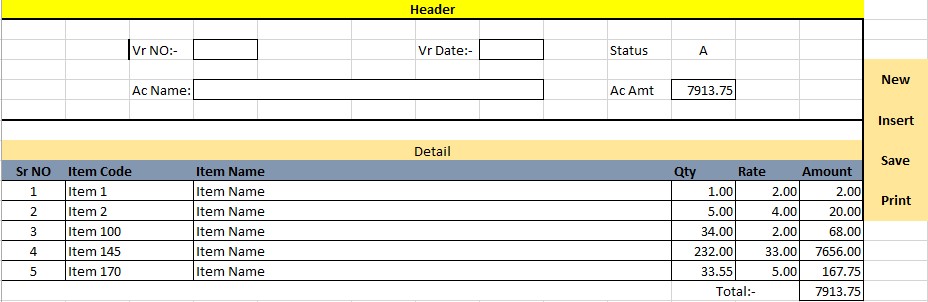 Header
Vr NO:- Vr Date:- Status A
Ac Name: Ac Amt 7913.75
New
Insert
Save
Print
Detail
Sr NO Item Code Item Name Qty Rate Amount
1 Item 1 Item Name 1.00 2.00 2.00
2 Item 2 Item Name 5.00 4.00 20.00
3 Item 100 Item Name 34.00 2.00 68.00
4 Item 145 Item Name 232.00 33.00 7656.00
5 Item 170 Item Name 33.55 5.00 167.75
Total:- 7913.75